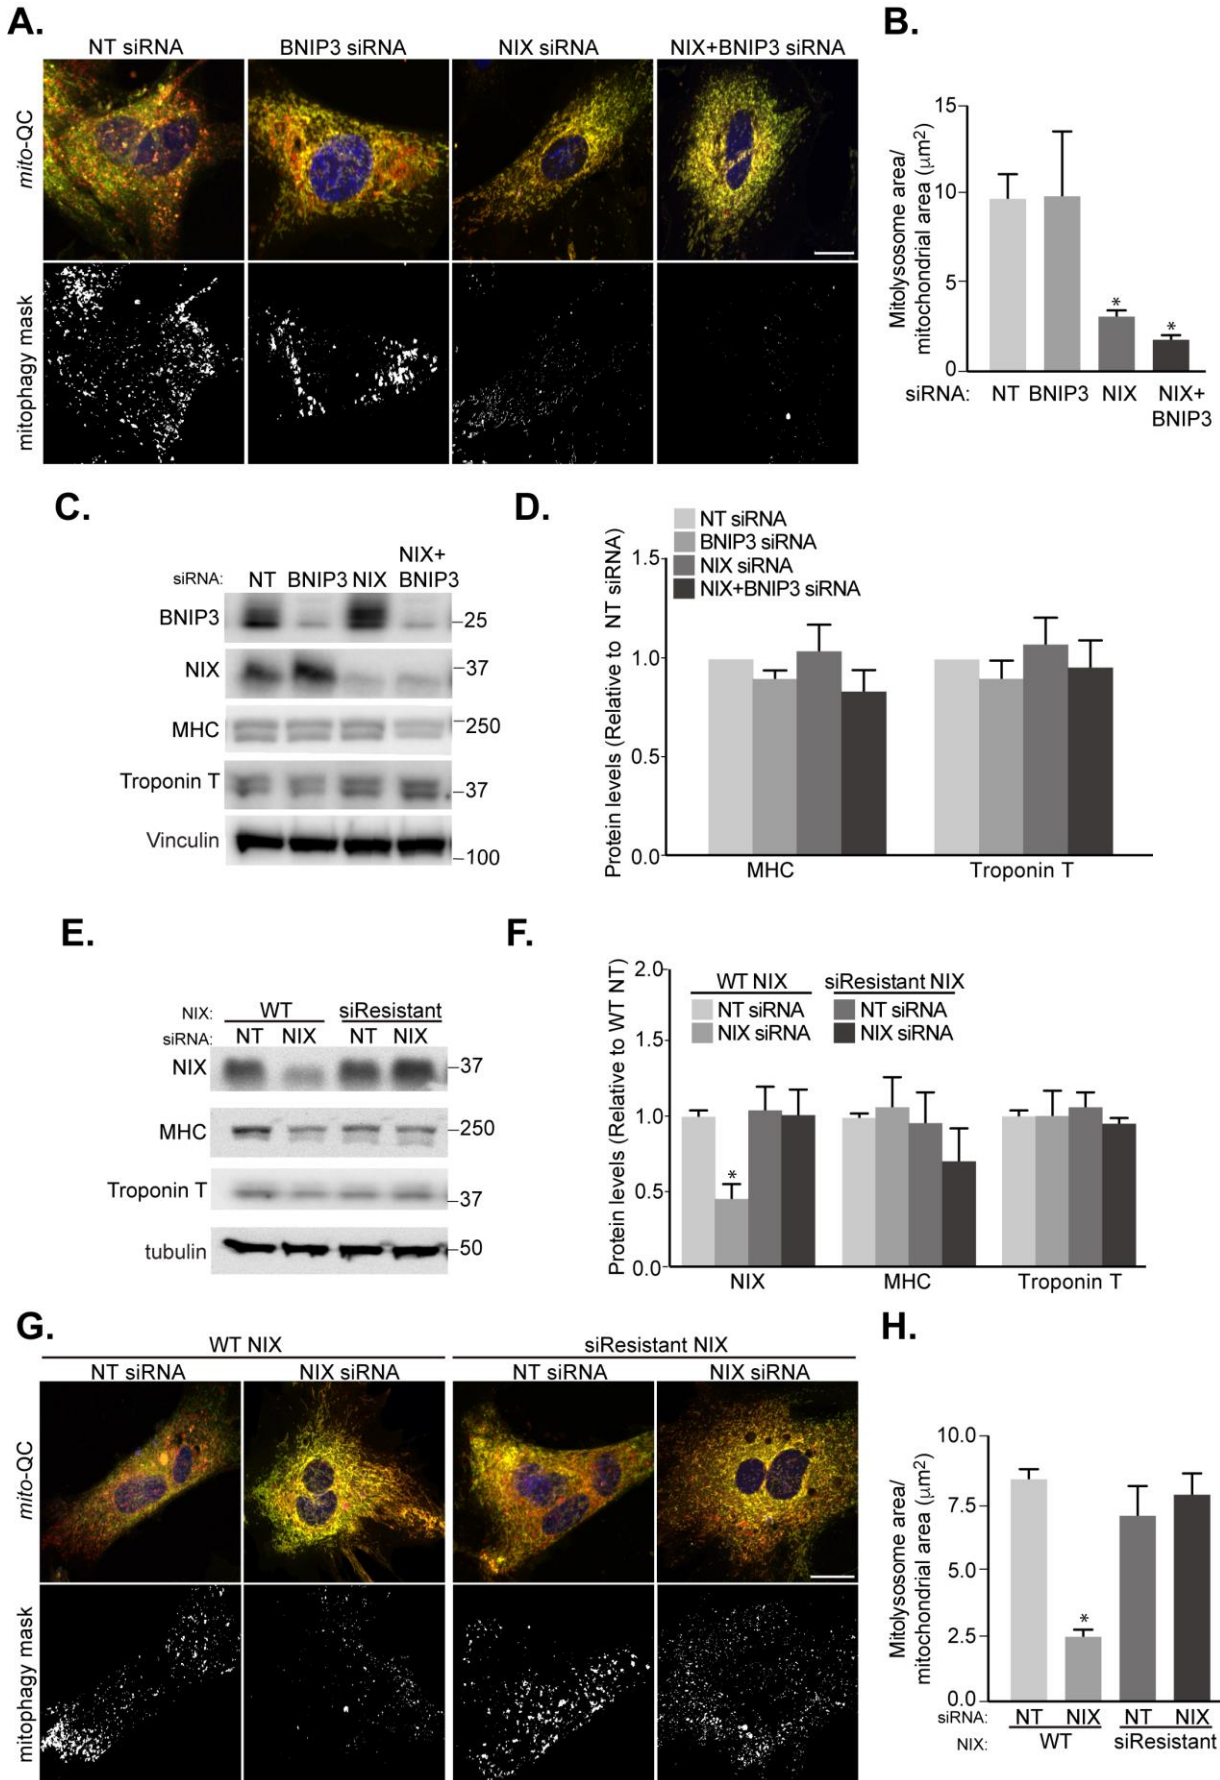 A.
NT siRNA BNIP3 siRNA NIX siRNA NIX+BNIP3 siRNA
mito-QC
mitophagy mask
B.
Mitolysosome area/
mitochondrial area (μm²)
15
10
5
0
siRNA: NT BNIP3 NIX NIX+
BNIP3
*
*
C.
siRNA: NT BNIP3 NIX NIX+
BNIP3
BNIP3 –25
NIX –37
MHC –250
Troponin T –37
Vinculin –100
D.
NT siRNA
BNIP3 siRNA
NIX siRNA
NIX+BNIP3 siRNA
Protein levels (Relative to NT siRNA)
1.5
1.0
0.5
0.0
MHC Troponin T
E.
NIX: WT siResistant
siRNA: NT NIX NT NIX
NIX –37
MHC –250
Troponin T –37
tubulin –50
F.
WT NIX siResistant NIX
NT siRNA NT siRNA
NIX siRNA NIX siRNA
Protein levels (Relative to WT NT)
2.0
1.5
1.0
0.5
0.0
*
NIX MHC Troponin T
G.
WT NIX siResistant NIX
NT siRNA NIX siRNA NT siRNA NIX siRNA
mito-QC
mitophagy mask
H.
Mitolysosome area/
mitochondrial area (μm²)
10.0
7.5
5.0
2.5
0.0
*
siRNA: NT NIX NT NIX
NIX: WT siResistant